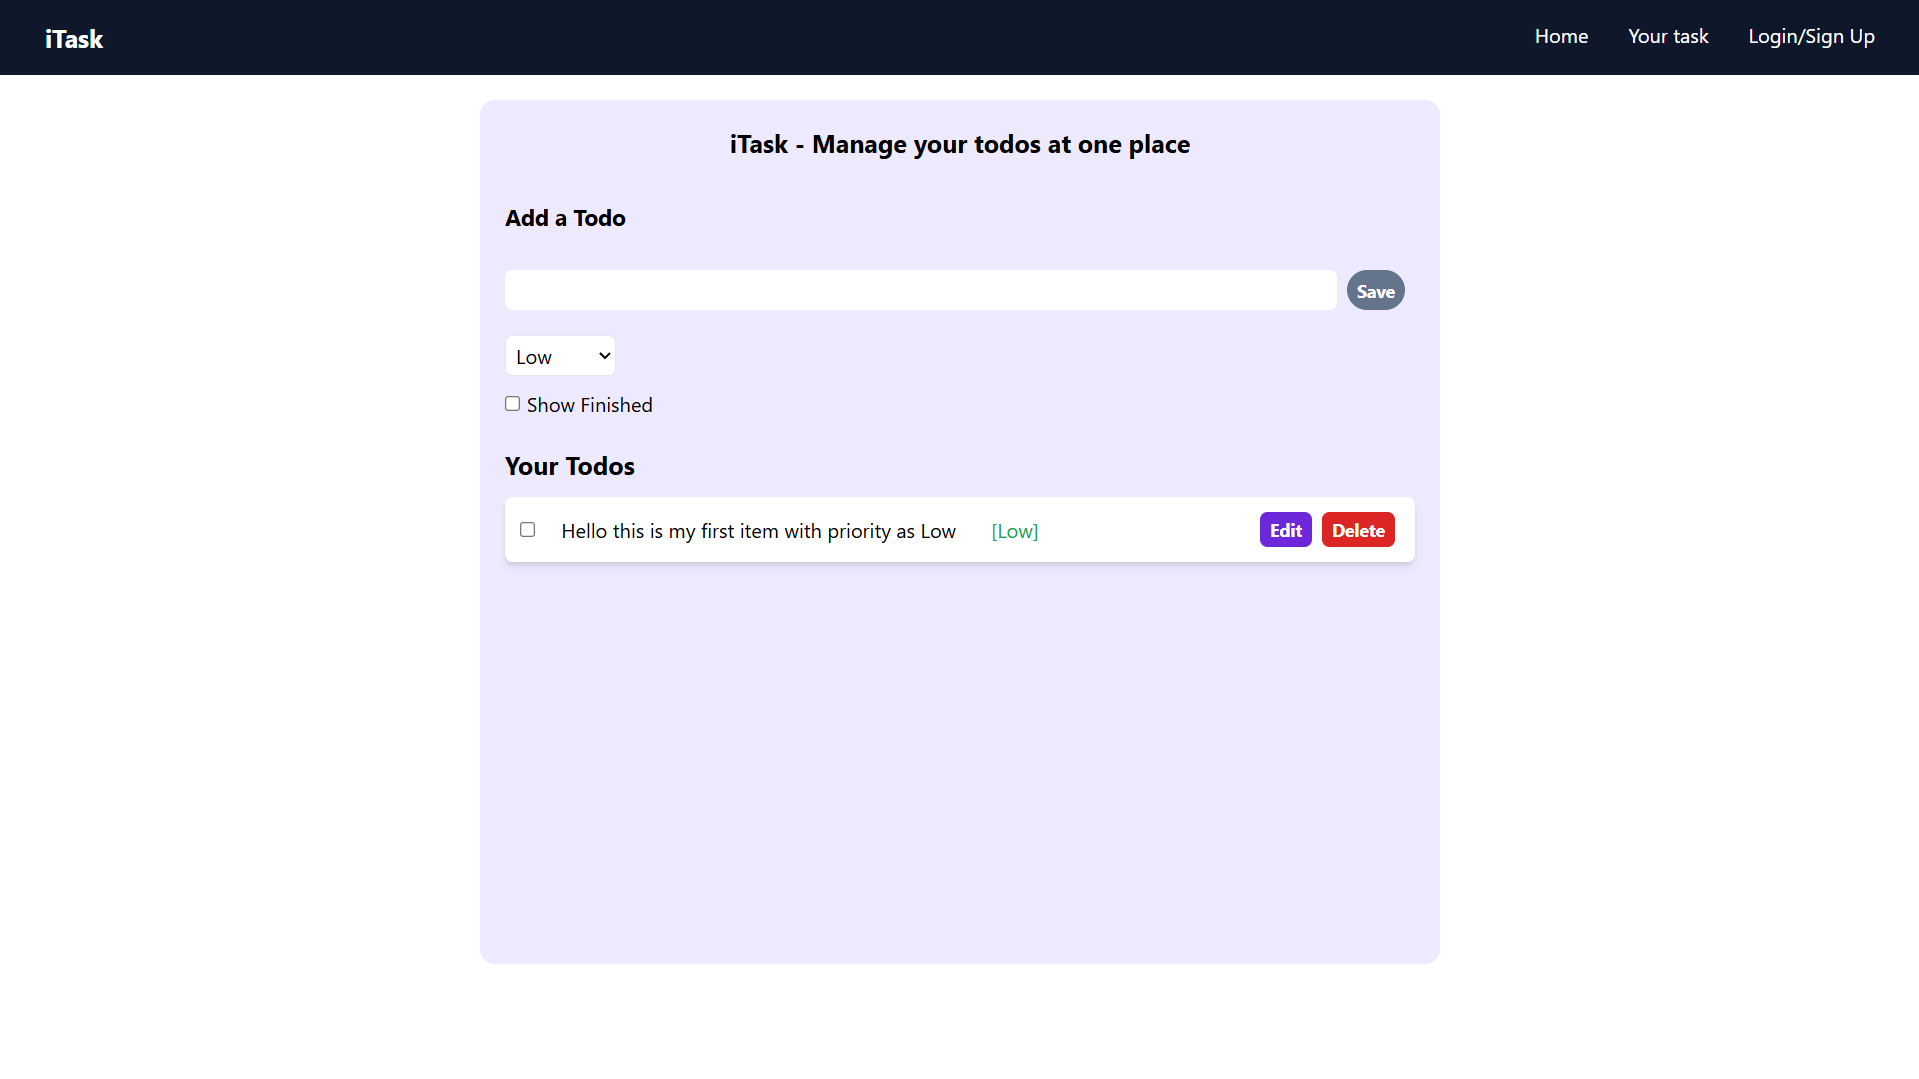 iTask
Home Your task Login/Sign Up
iTask - Manage your todos at one place
Add a Todo
Save
Low
Show Finished
Your Todos
Hello this is my first item with priority as Low [Low] Edit Delete